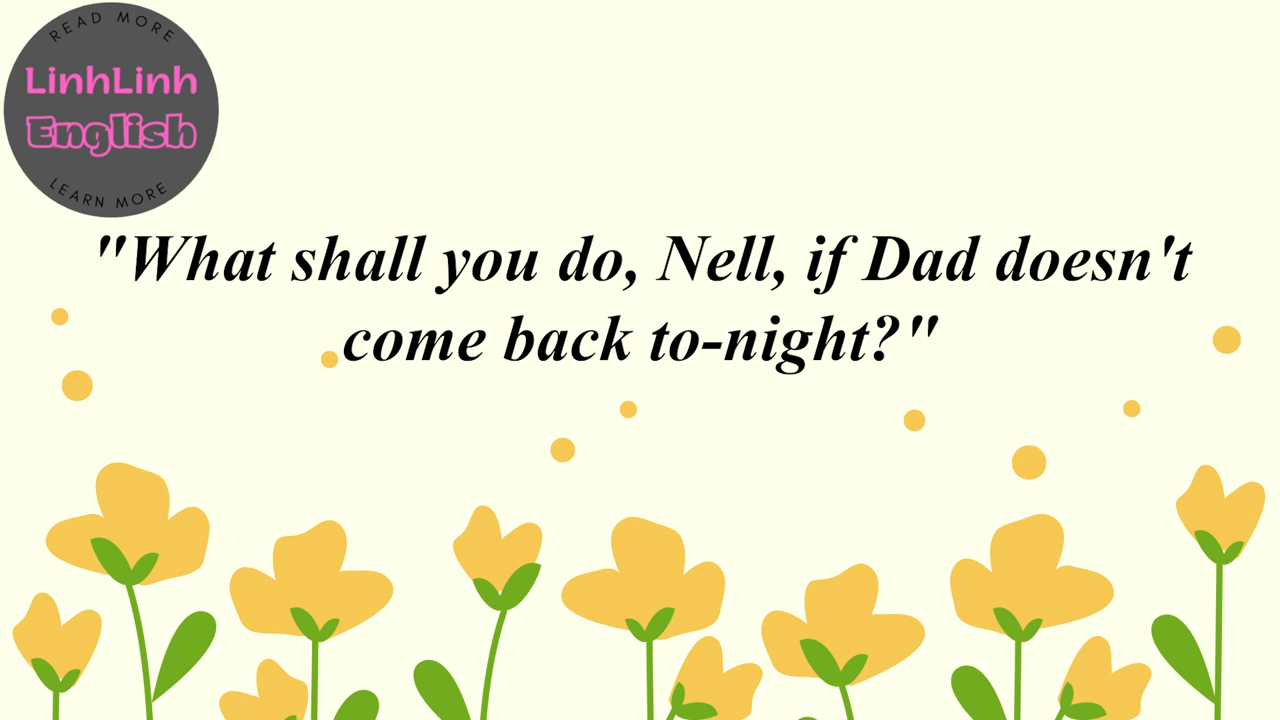 READ MORE
LinhLinh
English
LEARN MORE
"What shall you do, Nell, if Dad doesn't
come back to-night?"